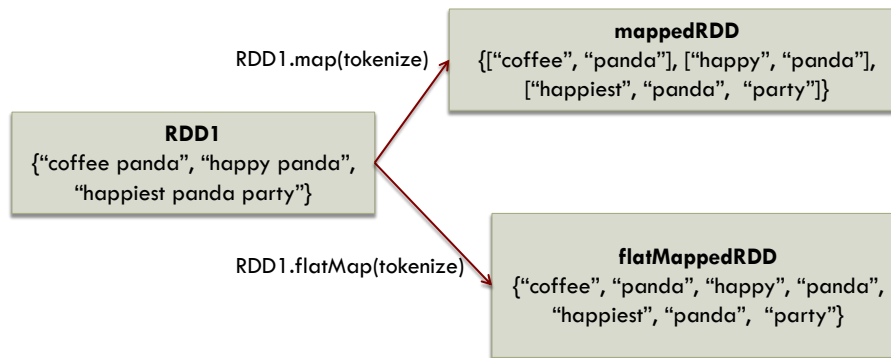 mappedRDD
{[“coffee”, “panda”], [“happy”, “panda”],
[“happiest”, “panda”, “party”]}
RDD1.map(tokenize)
RDD1
{“coffee panda”, “happy panda”,
“happiest panda party”}
RDD1.flatMap(tokenize)
flatMappedRDD
{“coffee”, “panda”, “happy”, “panda”,
“happiest”, “panda”, “party”}